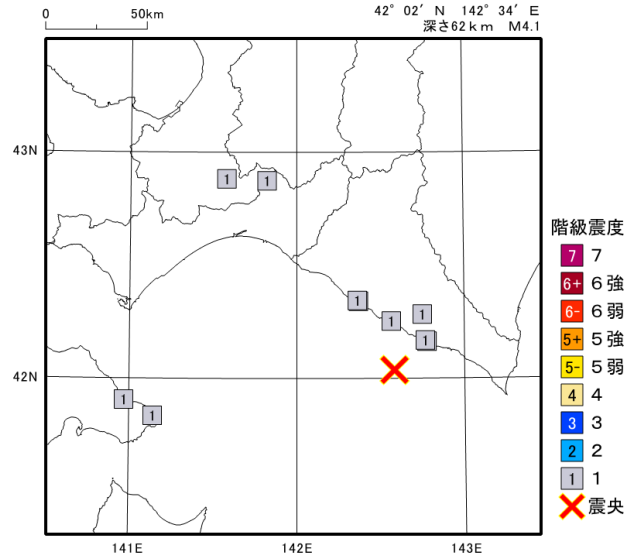 0 50km
42° 02′ N 142° 34′ E
深さ62km M4.1
43N
1 1
1
1
1
1
42N
1
1
141E 142E 143E
階級震度
7 7
6+ 6強
6- 6弱
5+ 5強
5- 5弱
4 4
3 3
2 2
1 1
震央